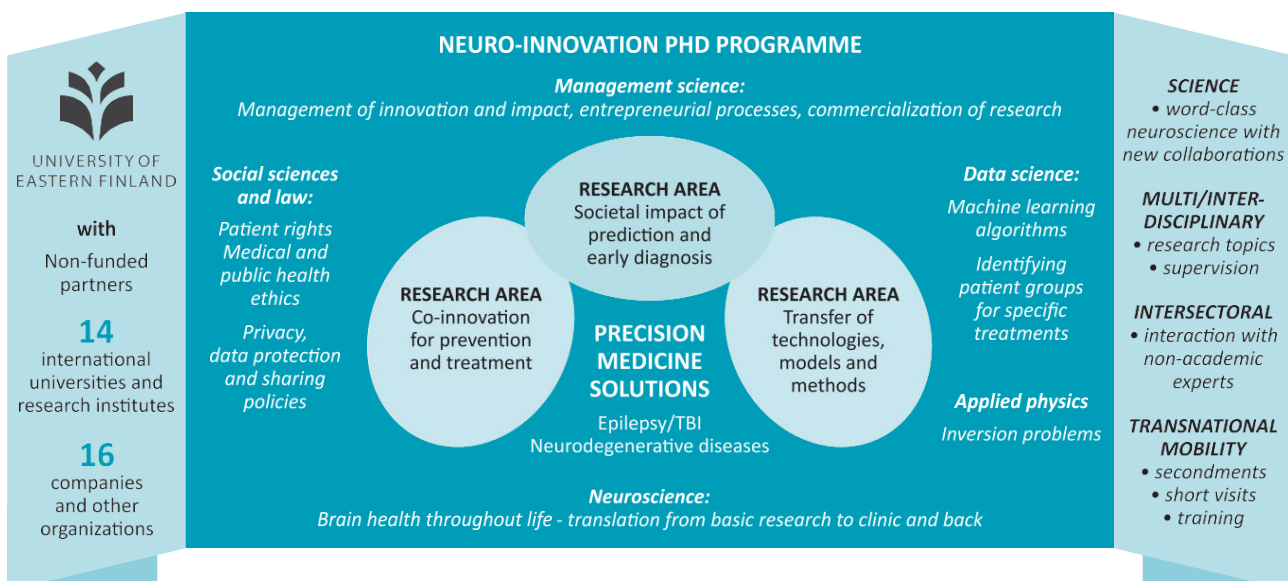 UNIVERSITY OF
EASTERN FINLAND
with
Non-funded
partners
14
international
universities and
research institutes
16
companies
and other
organizations
NEURO-INNOVATION PHD PROGRAMME
Management science:
Management of innovation and impact, entrepreneurial processes, commercialization of research
Social sciences
and law:
Patient rights
Medical and
public health
ethics
Privacy,
data protection
and sharing
policies
RESEARCH AREA
Societal impact of
prediction and
early diagnosis
RESEARCH AREA
Co-innovation
for prevention
and treatment
PRECISION
MEDICINE
SOLUTIONS
Epilepsy/TBI
Neurodegenerative diseases
RESEARCH AREA
Transfer of
technologies,
models and
methods
Data science:
Machine learning
algorithms
Identifying
patient groups
for specific
treatments
Applied physics
Inversion problems
Neuroscience:
Brain health throughout life - translation from basic research to clinic and back
SCIENCE
• word-class
neuroscience with
new collaborations
MULTI/INTER-
DISCIPLINARY
• research topics
• supervision
INTERSECTORAL
• interaction with
non-academic
experts
TRANSNATIONAL
MOBILITY
• secondments
• short visits
• training